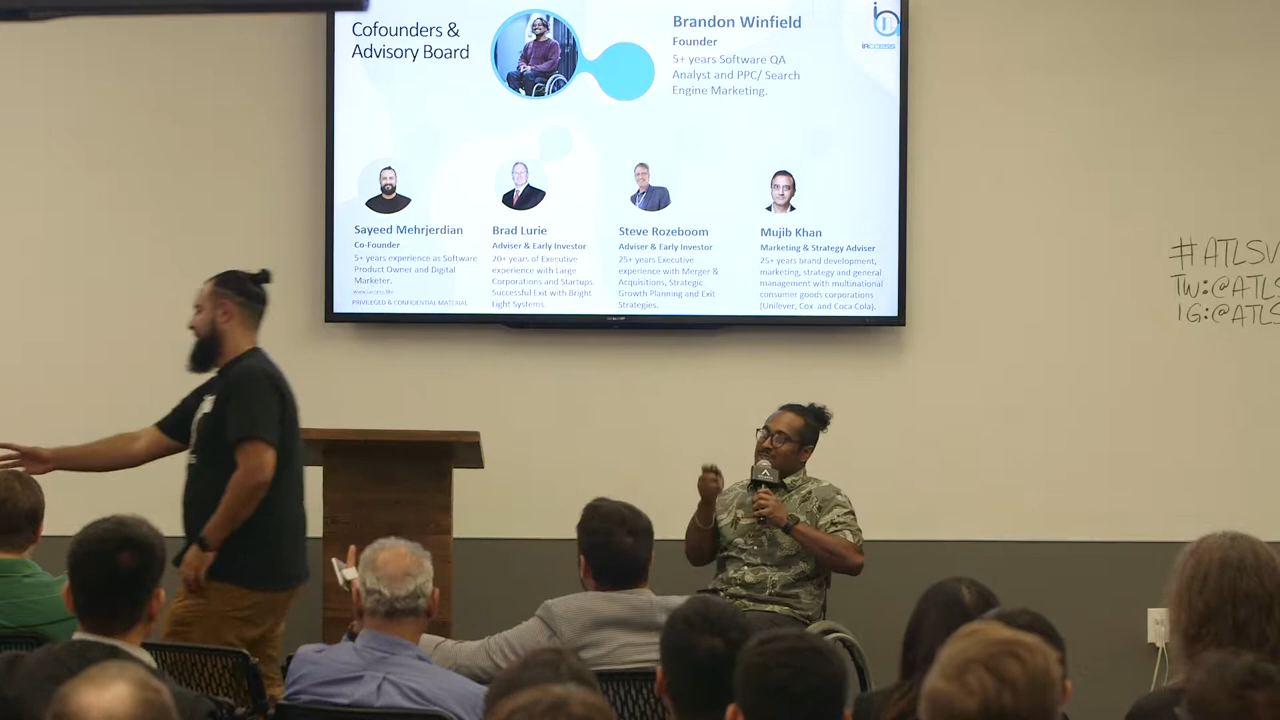 Cofounders &
Advisory Board
Brandon Winfield
Founder
5+ years Software QA
Analyst and PPC/ Search
Engine Marketing.
iACCESS
Sayeed Mehrjerdian
Co-Founder
5+ years experience as Software
Product Owner and Digital
Marketer.
www.iaccess.life
PRIVILEGED & CONFIDENTIAL MATERIAL
Brad Lurie
Adviser & Early Investor
20+ years of Executive
experience with Large
Corporations and Startups.
Successful Exit with Bright
Light Systems.
Steve Rozeboom
Adviser & Early Investor
25+ years Executive
experience with Merger &
Acquisitions, Strategic
Growth Planning and Exit
Strategies.
Mujib Khan
Marketing & Strategy Adviser
25+ years brand development,
marketing, strategy and general
management with multinational
consumer goods corporations
(Unilever, Cox and Coca Cola).
#ATLSV
TW:@ATLS
IG:@ATLS